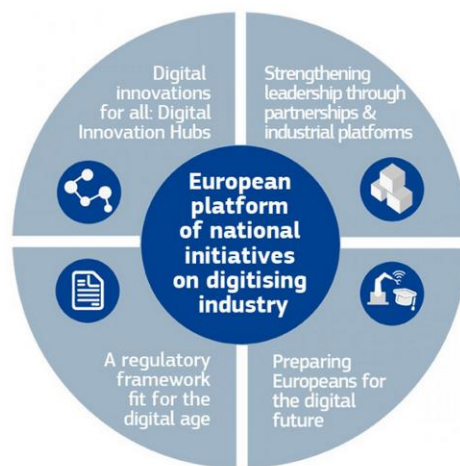 Digital
innovations
for all: Digital
Innovation Hubs
Strengthening
leadership through
partnerships &
industrial platforms
European
platform
of national
initiatives
on digitising
industry
A regulatory
framework
fit for the
digital age
Preparing
Europeans for
the digital
future